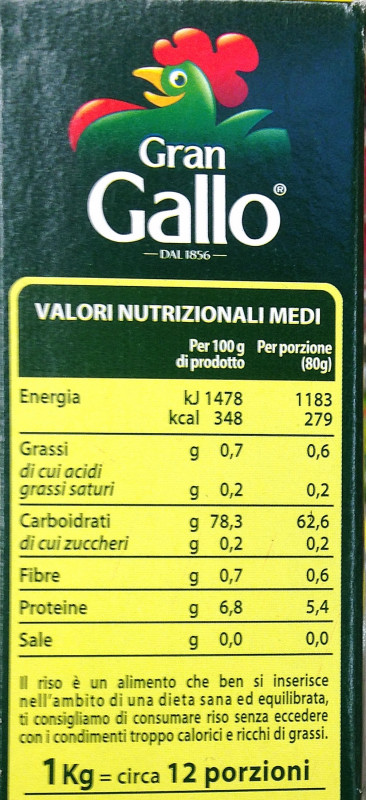 Gran
Gallo®
— DAL 1856 —
VALORI NUTRIZIONALI MEDI
Per 100 g Per porzione
di prodotto (80g)
Energia kJ 1478 1183
kcal 348 279
Grassi g 0,7 0,6
di cui acidi
grassi saturi g 0,2 0,2
Carboidrati g 78,3 62,6
di cui zuccheri g 0,2 0,2
Fibre g 0,7 0,6
Proteine g 6,8 5,4
Sale g 0,0 0,0
Il riso è un alimento che ben si inserisce
nell'ambito di una dieta sana ed equilibrata,
ti consigliamo di consumare riso senza eccedere
con i condimenti troppo calorici e ricchi di grassi.
1 Kg = circa 12 porzioni